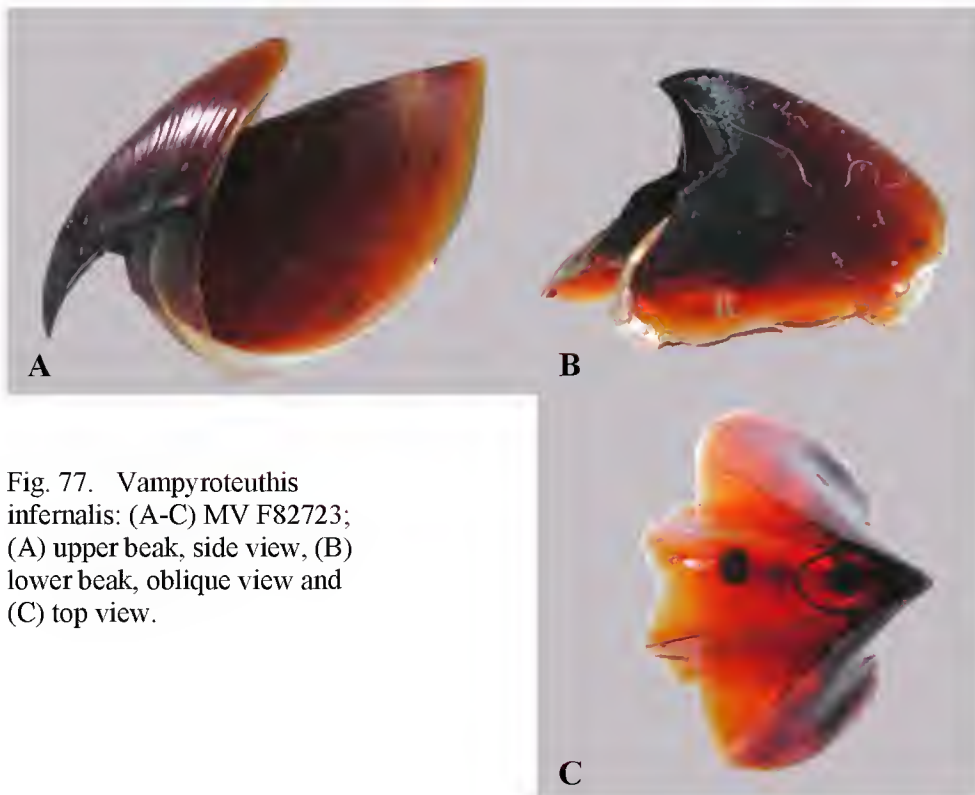 A
B
Fig. 77. Vampyroteuthis
infernalis: (A-C) MV F82723;
(A) upper beak, side view, (B)
lower beak, oblique view and
(C) top view.
C